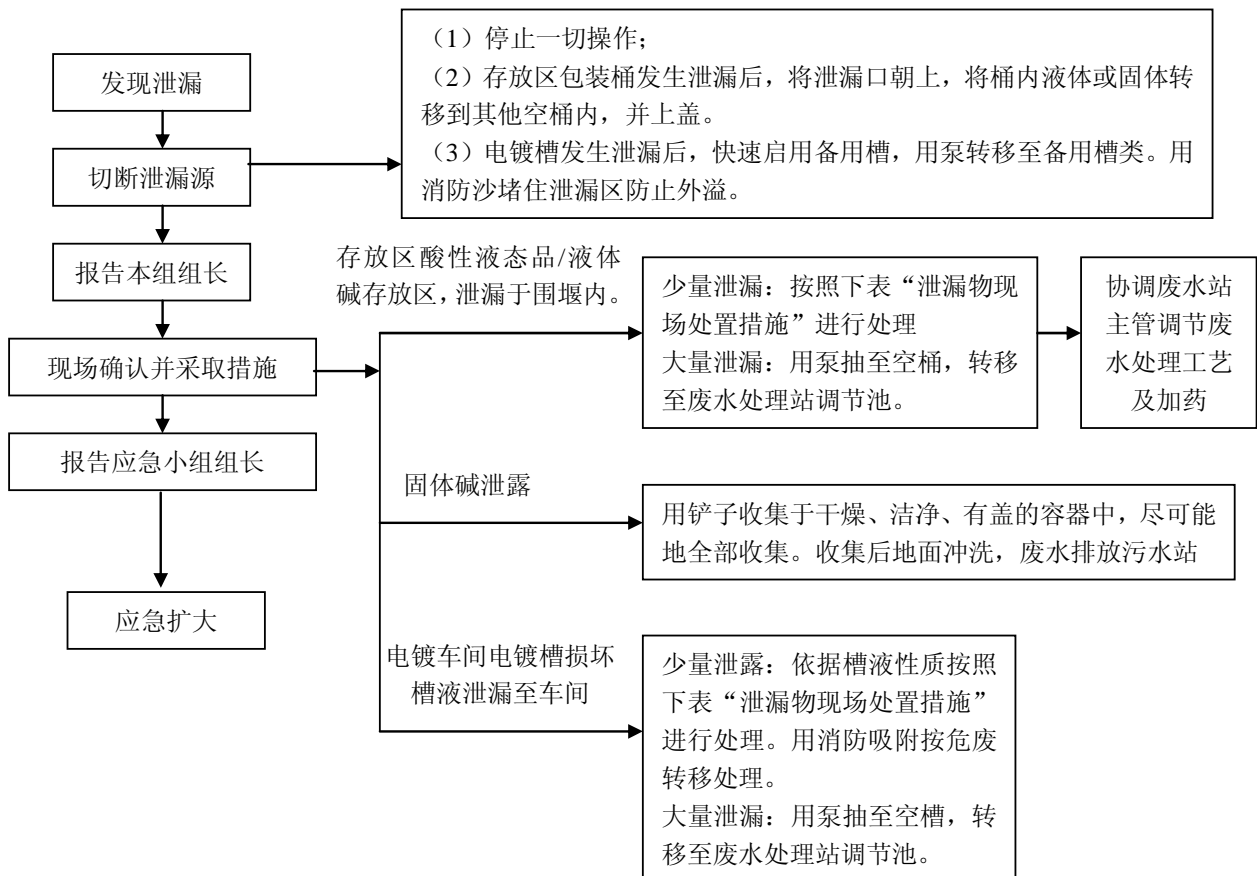 发现泄漏
切断泄漏源
报告本组组长
现场确认并采取措施
报告应急小组组长
应急扩大
（1）停止一切操作；
（2）存放区包装桶发生泄漏后，将泄漏口朝上，将桶内液体或固体转
移到其他空桶内，并上盖。
（3）电镀槽发生泄漏后，快速启用备用槽，用泵转移至备用槽类。用
消防沙堵住泄漏区防止外溢。
存放区酸性液态品/液体
碱存放区，泄漏于围堰内。
少量泄漏：按照下表“泄漏物现
场处置措施”进行处理
大量泄漏：用泵抽至空桶，转移
至废水处理站调节池。
协调废水站
主管调节废
水处理工艺
及加药
固体碱泄露
用铲子收集于干燥、洁净、有盖的容器中，尽可能
地全部收集。收集后地面冲洗，废水排放污水站
电镀车间电镀槽损坏
槽液泄漏至车间
少量泄露：依据槽液性质按照
下表“泄漏物现场处置措施”
进行处理。用消防吸附按危废
转移处理。
大量泄漏：用泵抽至空槽，转
移至废水处理站调节池。